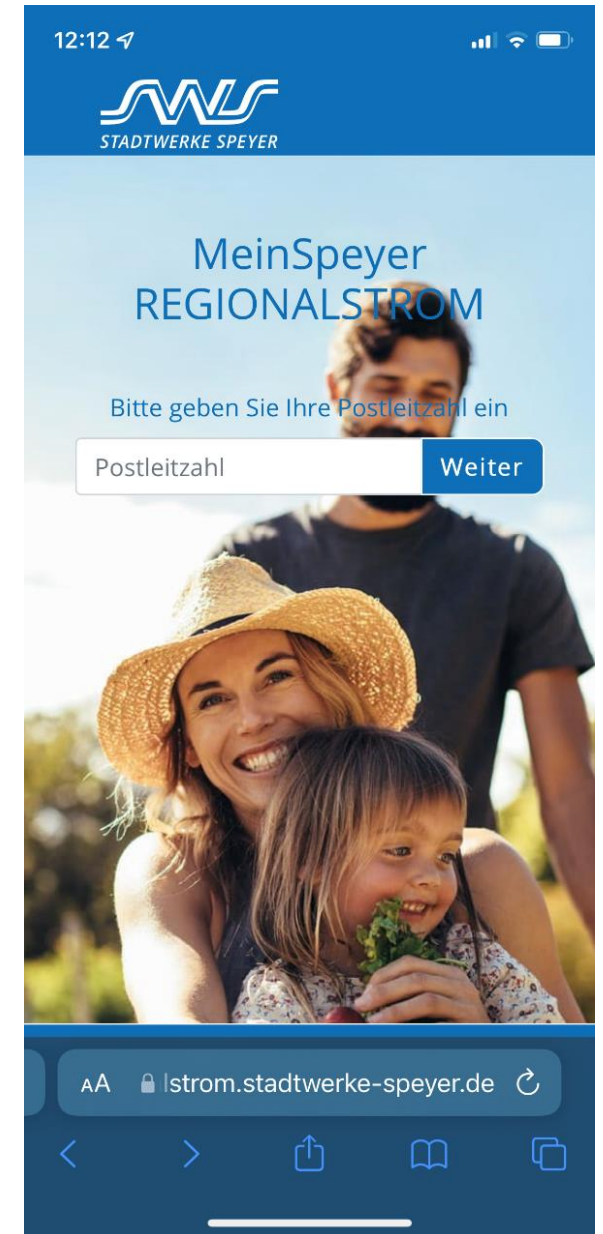 12:12
SWS
STADTWERKE SPEYER
MeinSpeyer
REGIONALSTROM
Bitte geben Sie Ihre Postleitzahl ein
Postleitzahl
Weiter
AA lstrom.stadtwerke-speyer.de